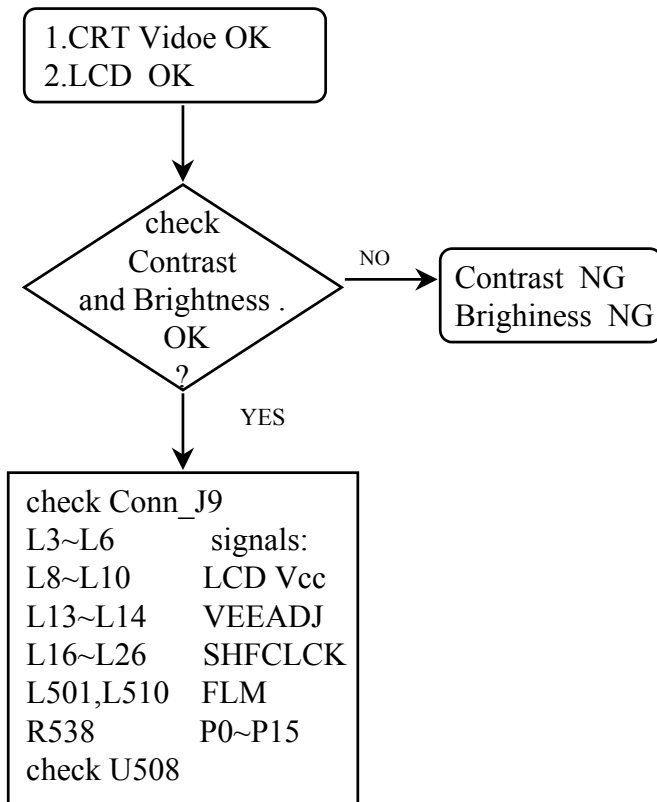 1.CRT Vidoe OK
2.LCD OK
check
Contrast
and Brightness .
OK
?
NO
Contrast NG
Brighiness NG
YES
check Conn_J9
L3~L6 signals:
L8~L10 LCD Vcc
L13~L14 VEEADJ
L16~L26 SHFCLCK
L501,L510 FLM
R538 P0~P15
check U508